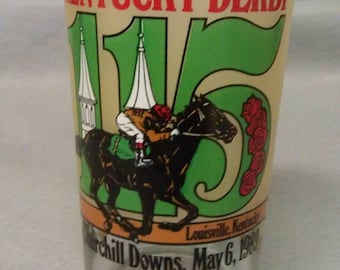 KENTUCKY DERBY
115
Louisville, Kentucky
Churchill Downs, May 6, 1989